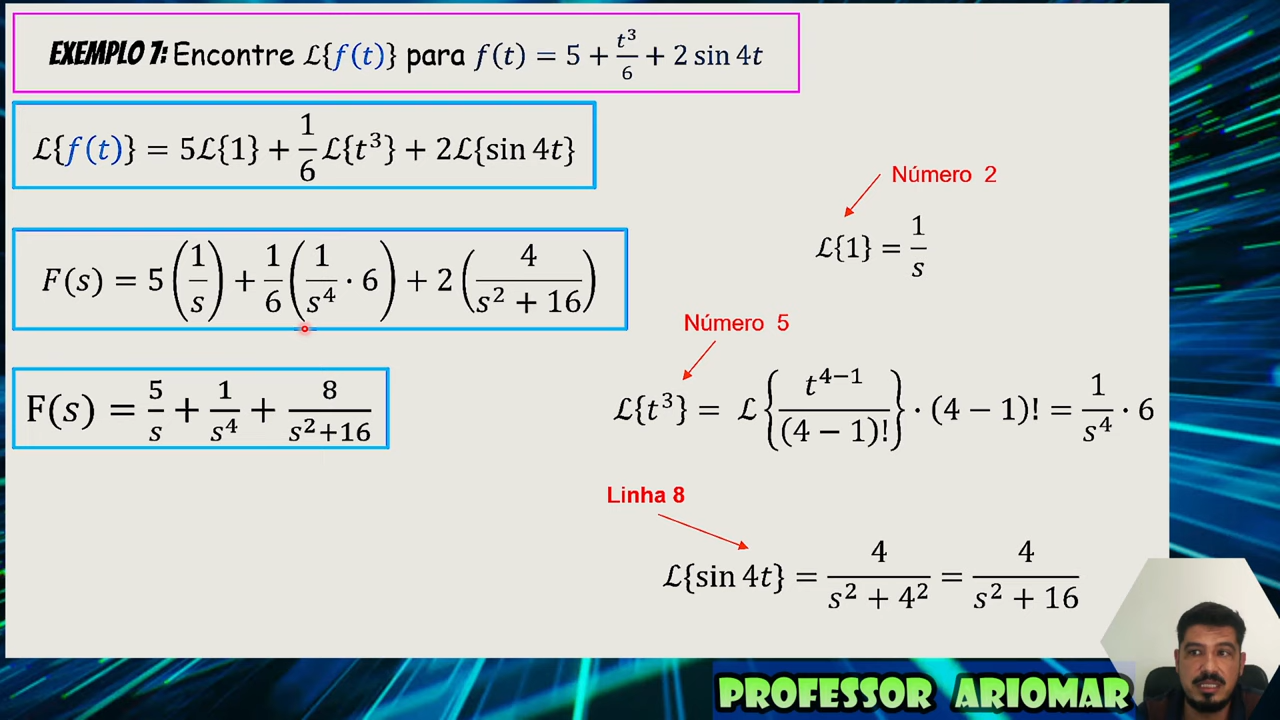 EXEMPLO 7: Encontre ℒ{f(t)} para f(t) = 5 + t³/6 + 2 sin 4t
ℒ{f(t)} = 5ℒ{1} + 1/6 ℒ{t³} + 2ℒ{sin 4t}
F(s) = 5(1/s) + 1/6(1/s⁴ · 6) + 2(4/(s² + 16))
F(s) = 5/s + 1/s⁴ + 8/(s²+16)
Número 2
ℒ{1} = 1/s
Número 5
ℒ{t³} = ℒ{t⁴⁻¹/(4 − 1)!} · (4 − 1)! = 1/s⁴ · 6
Linha 8
ℒ{sin 4t} = 4/(s² + 4²) = 4/(s² + 16)
PROFESSOR ARIOMAR